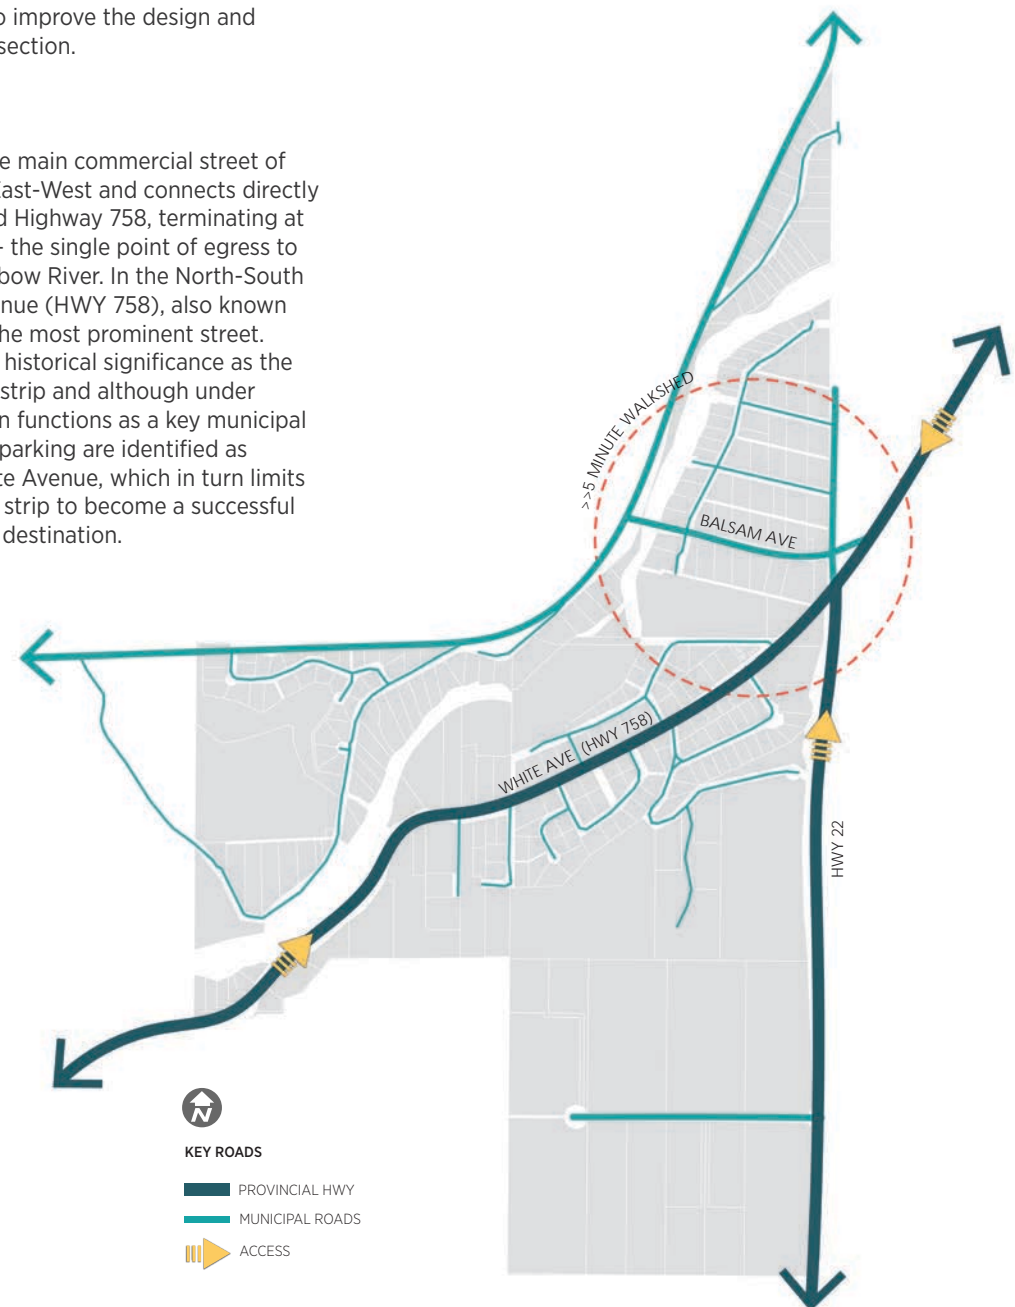 o improve the design and
section.
e main commercial street of
East-West and connects directly
d Highway 758, terminating at
- the single point of egress to
bow River. In the North-South
nue (HWY 758), also known
he most prominent street.
historical significance as the
strip and although under
n functions as a key municipal
parking are identified as
te Avenue, which in turn limits
strip to become a successful
destination.
>>5 MINUTE WALKSHED
BALSAM AVE
WHITE AVE (HWY 758)
HWY 22
N
KEY ROADS
PROVINCIAL HWY
MUNICIPAL ROADS
ACCESS